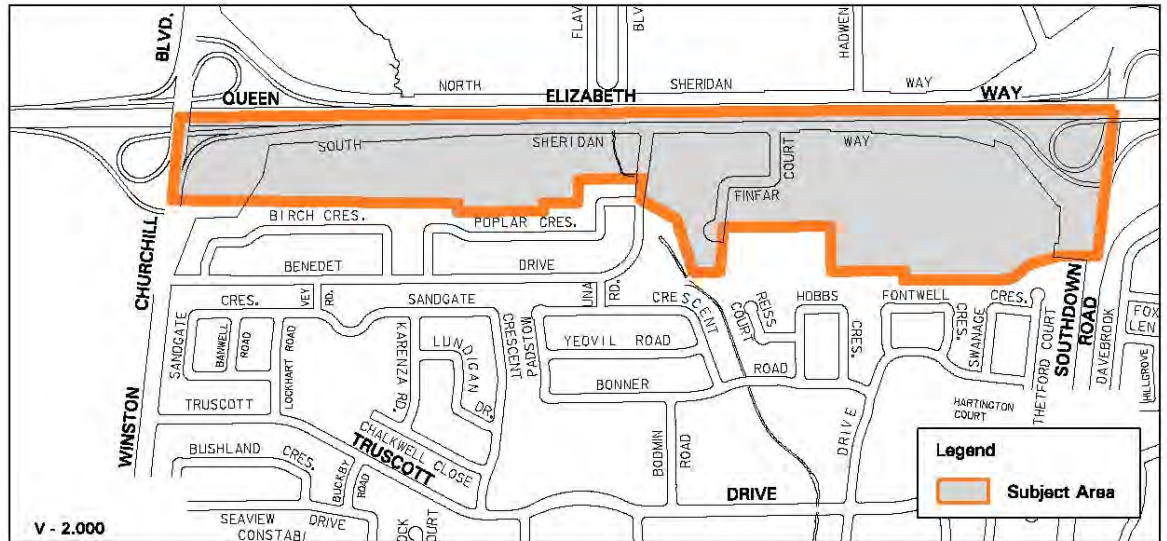 BLVD.
FLAV
BLV
HADWEN
NORTH SHERIDAN WAY
QUEEN ELIZABETH WAY
SOUTH SHERIDAN WAY
COURT
FINFAR
BIRCH CRES.
POPLAR CRES.
CHURCHILL
BENEDET DRIVE
SOUTHDOWN
ROAD
CRES.
VEY
RD.
SANDGATE
LINA
RD.
CRESCENT
REISS
COURT
HOBBS
CRES.
FONTWELL CRES.
SWANAGE
CRES.
THETFORD COURT
DAVEBROOK
FOX
LEN
HILLGROVE
SANDGATE
BANWELL
ROAD
LOCKHART ROAD
KARENZA RD.
LUNDIGAN
DR.
CRESCENT
PADSTOW
YEOVIL ROAD
BONNER ROAD
TRUSCOTT
WINSTON
CHALKWELL CLOSE
TRUSCOTT
BUSHLAND CRES.
BUCKBY
ROAD
BODMIN
ROAD
DRIVE
HARTINGTON
COURT
DRIVE
SEAVIEW DRIVE
CONSTABL
OCK
OURT
Legend
Subject Area
V - 2.000